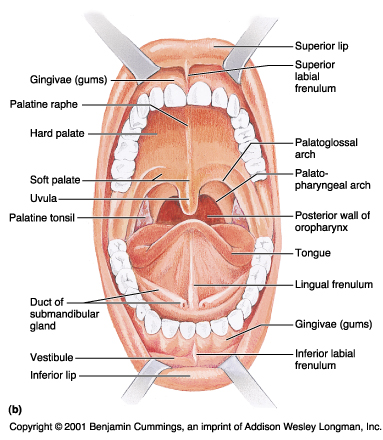 Superior lip
Superior
labial
frenulum
Gingivae (gums)
Palatine raphe
Hard palate
Palatoglossal
arch
Soft palate
Palato-
pharyngeal arch
Uvula
Palatine tonsil
Posterior wall of
oropharynx
Tongue
Lingual frenulum
Duct of
submandibular
gland
Gingivae (gums)
Vestibule
Inferior labial
frenulum
Inferior lip
(b)
Copyright © 2001 Benjamin Cummings, an imprint of Addison Wesley Longman, Inc.